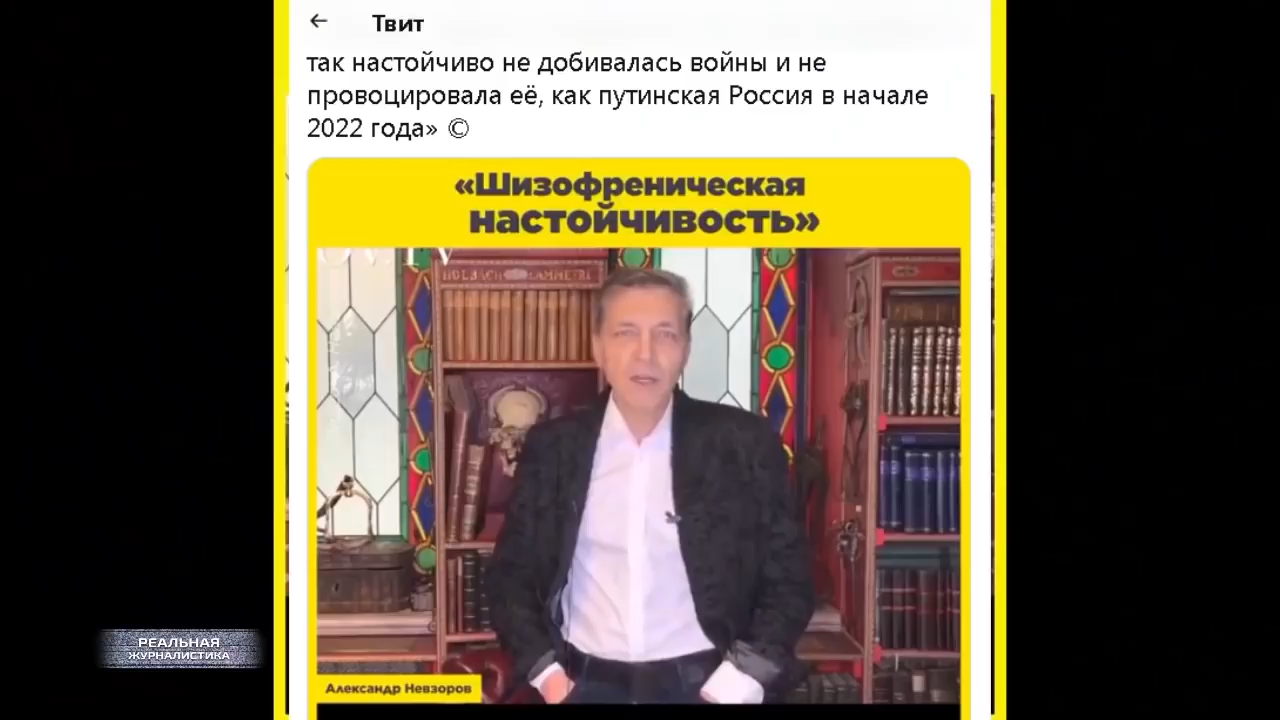 Твит
так настойчиво не добивалась войны и не
провоцировала её, как путинская Россия в начале
2022 года» ©
«Шизофреническая
настойчивость»
Александр Невзоров
РЕАЛЬНАЯ
ЖУРНАЛИСТИКА